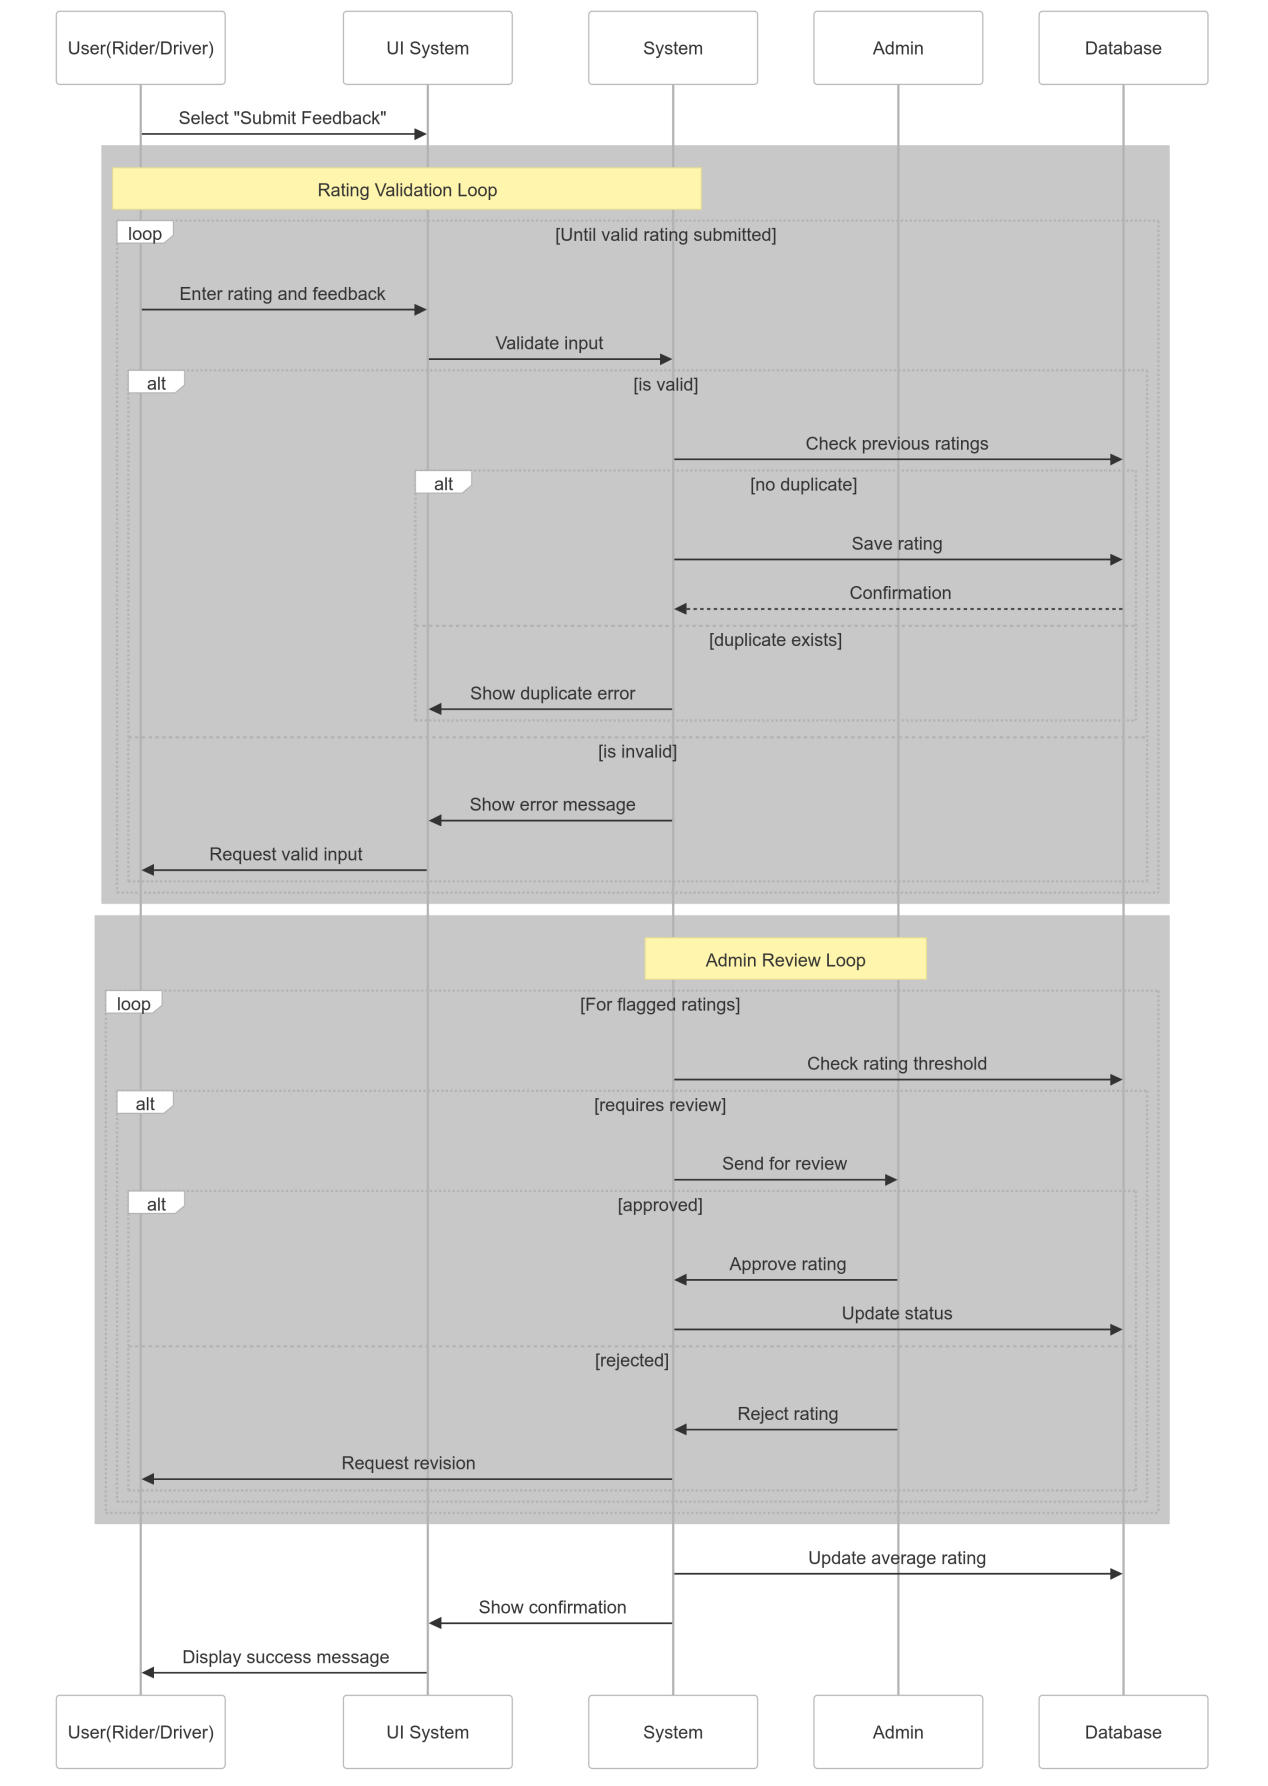 User(Rider/Driver)
UI System
System
Admin
Database
Select "Submit Feedback"
Rating Validation Loop
loop
[Until valid rating submitted]
Enter rating and feedback
Validate input
alt
[is valid]
Check previous ratings
alt
[no duplicate]
Save rating
Confirmation
[duplicate exists]
Show duplicate error
[is invalid]
Show error message
Request valid input
Admin Review Loop
loop
[For flagged ratings]
Check rating threshold
alt
[requires review]
Send for review
alt
[approved]
Approve rating
Update status
[rejected]
Reject rating
Request revision
Update average rating
Show confirmation
Display success message
User(Rider/Driver)
UI System
System
Admin
Database